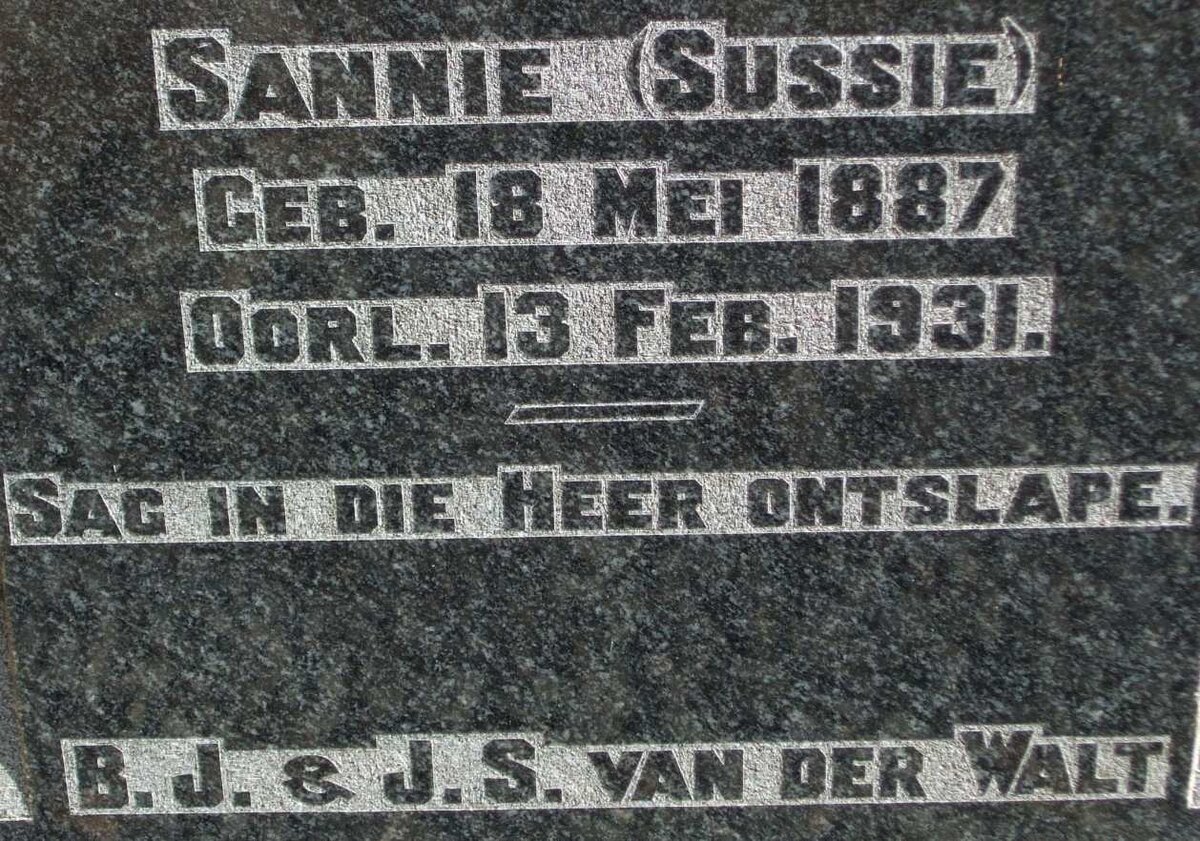 SANNIE (SUSSIE)
GEB. 18 MEI 1887
OORL. 13 FEB. 1931.
SAG IN DIE HEER ONTSLAPE.
B.J. & J.S. VAN DER WALT